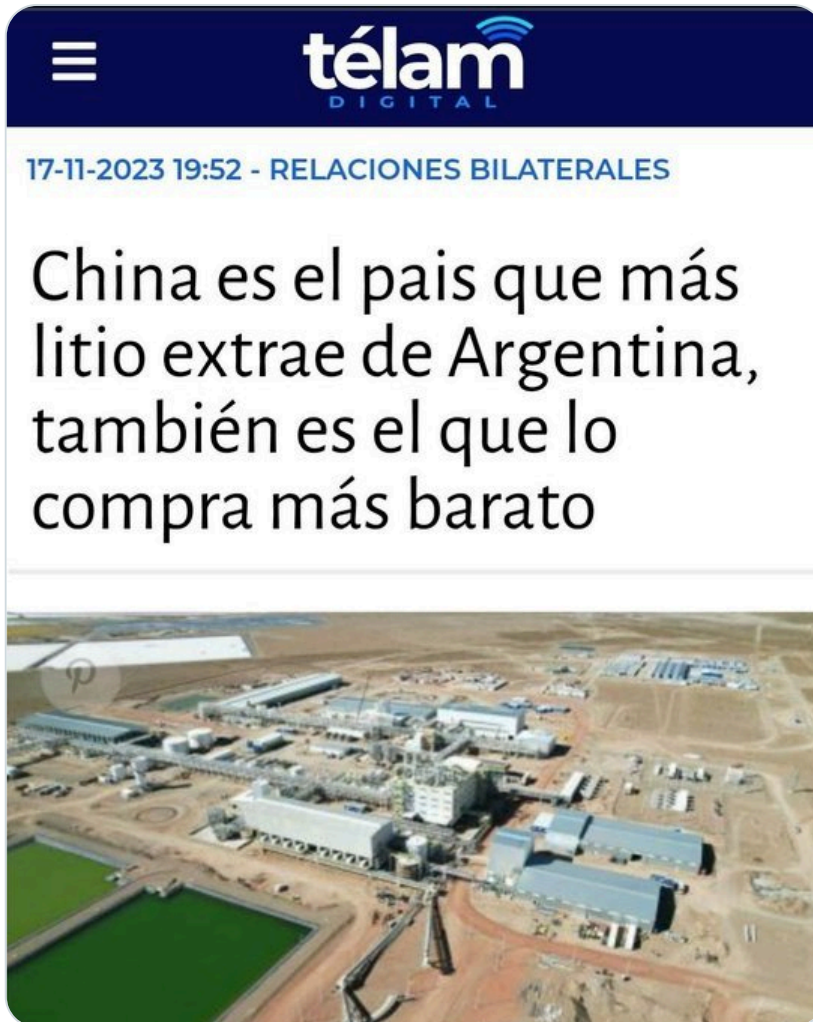 télam
DIGITAL
17-11-2023 19:52 - RELACIONES BILATERALES
China es el pais que más
litio extrae de Argentina,
también es el que lo
compra más barato